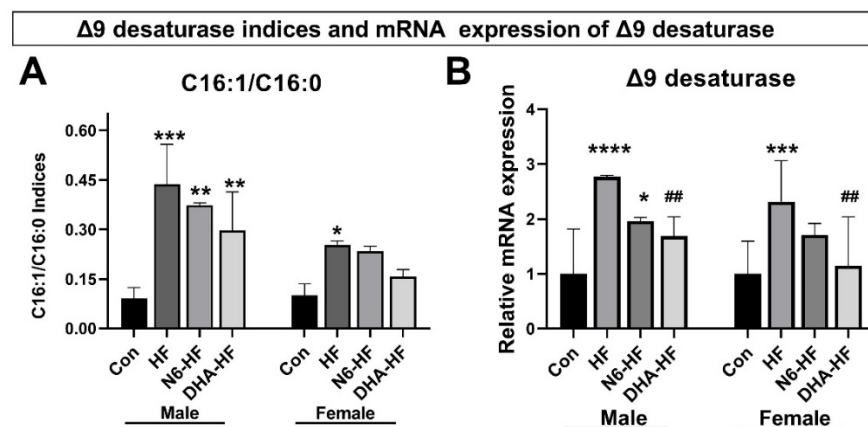 Δ9 desaturase indices and mRNA expression of Δ9 desaturase
A
C16:1/C16:0
C16:1/C16:0 Indices
0.60
0.45
0.30
0.15
0.00
***
**
**
*
Con
HF
N6-HF
DHA-HF
Con
HF
N6-HF
DHA-HF
Male
Female
B
Δ9 desaturase
Relative mRNA expression
4
3
2
1
0
****
*
##
***
##
Con
HF
N6-HF
DHA-HF
Con
HF
N6-HF
DHA-HF
Male
Female